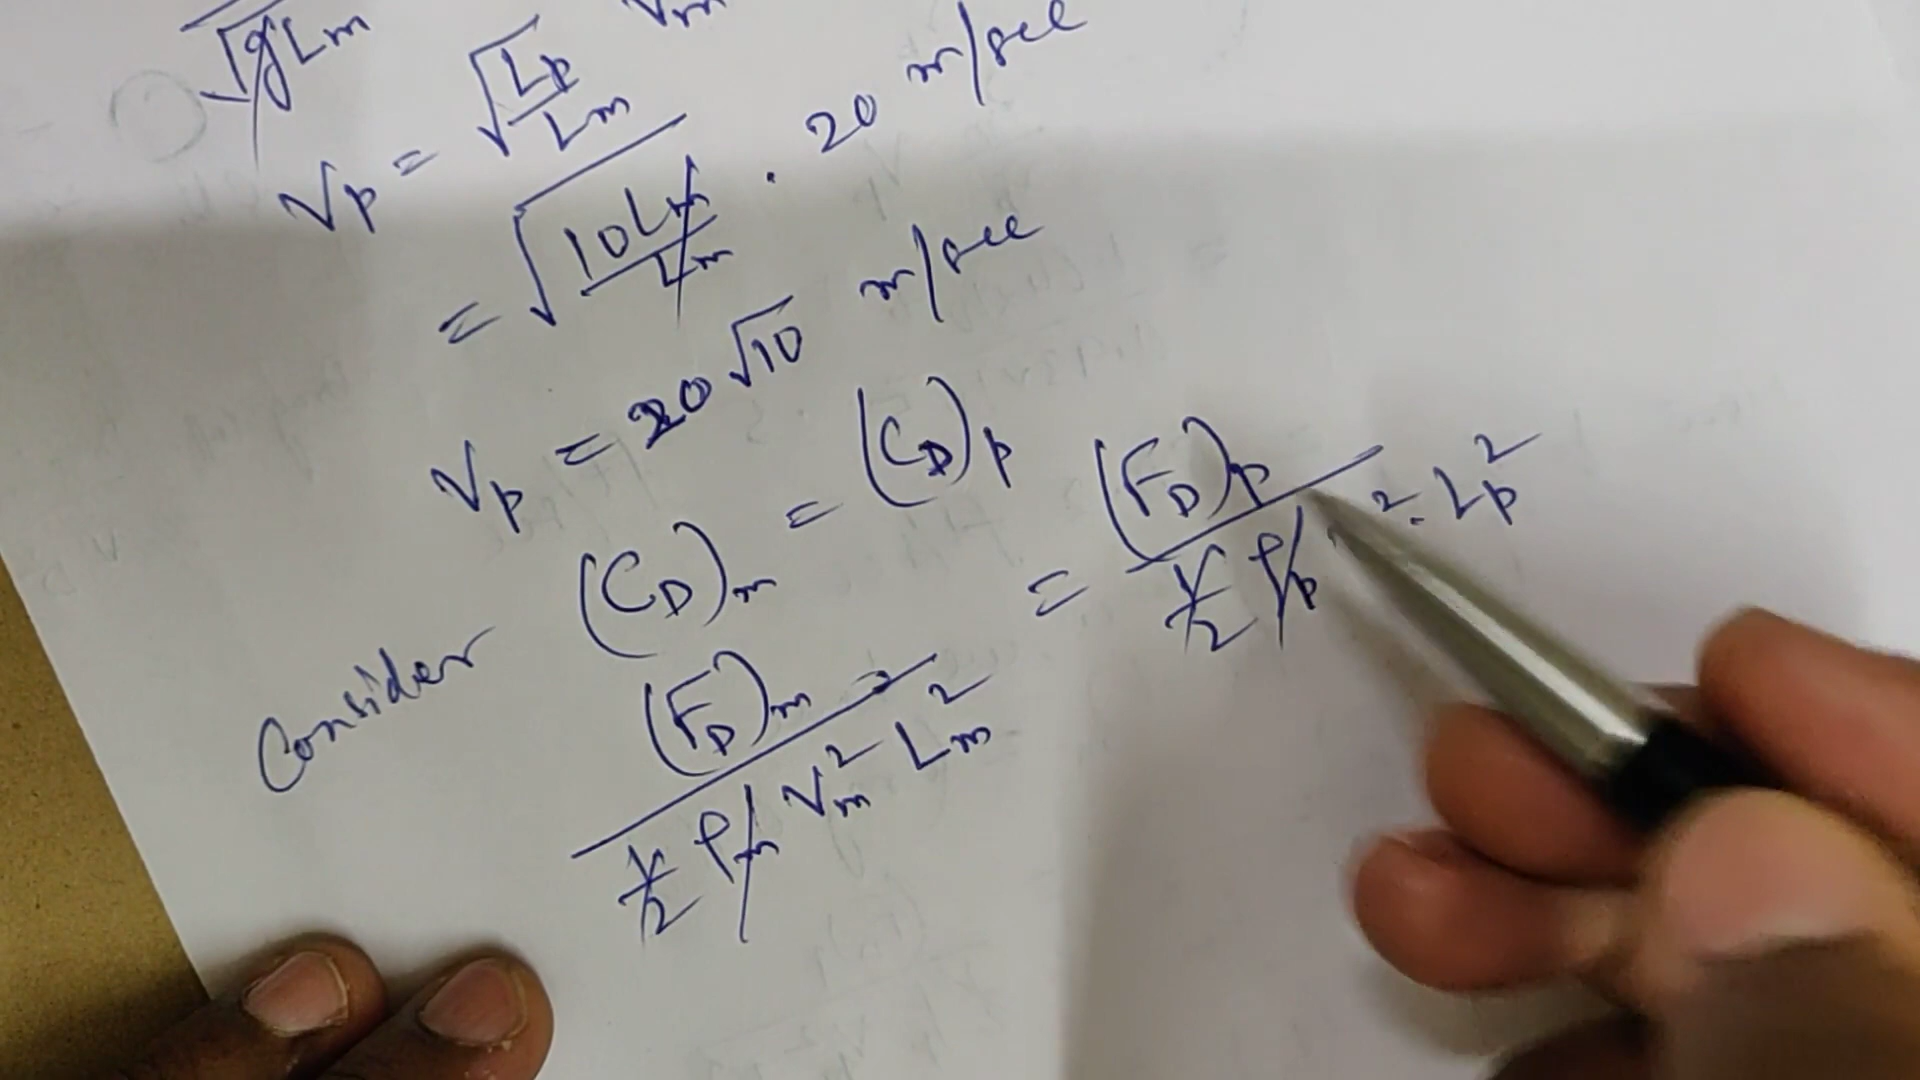 √gLm
Vp = √(Lp/Lm) Vm
= √(10Lm/Lm) . 20 m/sec
Vp = 20√10 m/sec
Consider (CD)m = (CD)p
(FD)m / ½ ρm Vm² Lm² = (FD)p / ½ ρp ² . Lp²